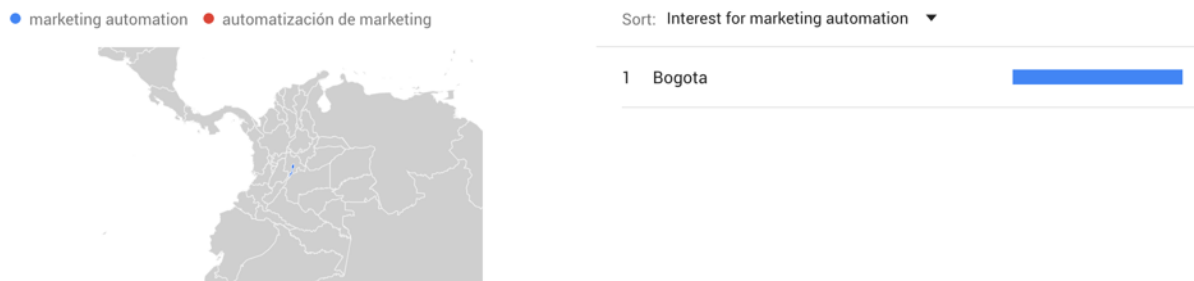 marketing automation automatización de marketing
Sort: Interest for marketing automation
1 Bogota